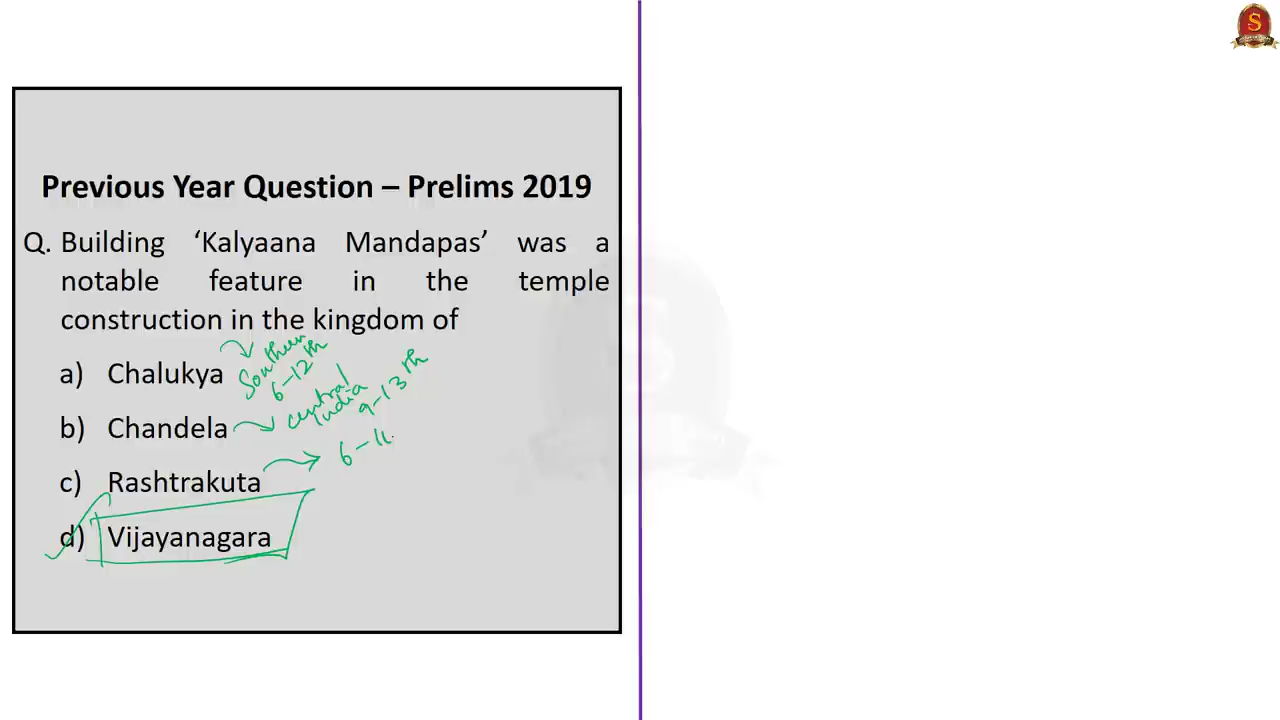 Previous Year Question – Prelims 2019
Q. Building ‘Kalyaana Mandapas’ was a
notable feature in the temple
construction in the kingdom of
Southern
6-12th
a) Chalukya
central
India
9-13th
b) Chandela
6-11
c) Rashtrakuta
d) Vijayanagara
S